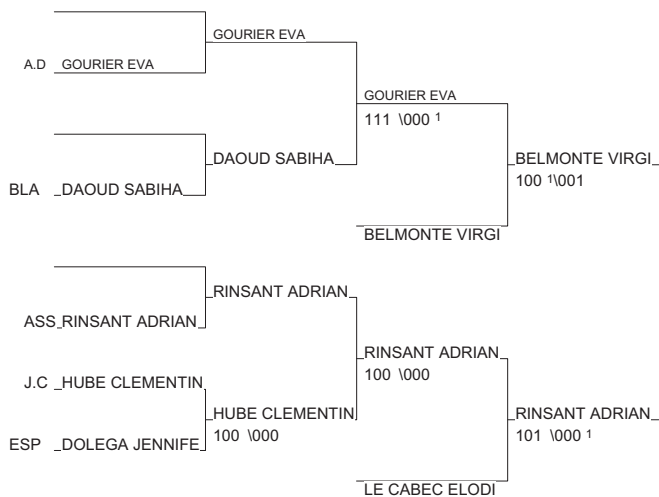 GOURIER EVA
A.D GOURIER EVA
GOURIER EVA
111 \000 1
DAOUD SABIHA
BELMONTE VIRGI
100 1\001
BLA DAOUD SABIHA
BELMONTE VIRGI
RINSANT ADRIAN
ASS RINSANT ADRIAN
RINSANT ADRIAN
100 \000
J.C HUBE CLEMENTIN
HUBE CLEMENTIN
100 \000
RINSANT ADRIAN
101 \000 1
ESP DOLEGA JENNIFE
LE CABEC ELODI